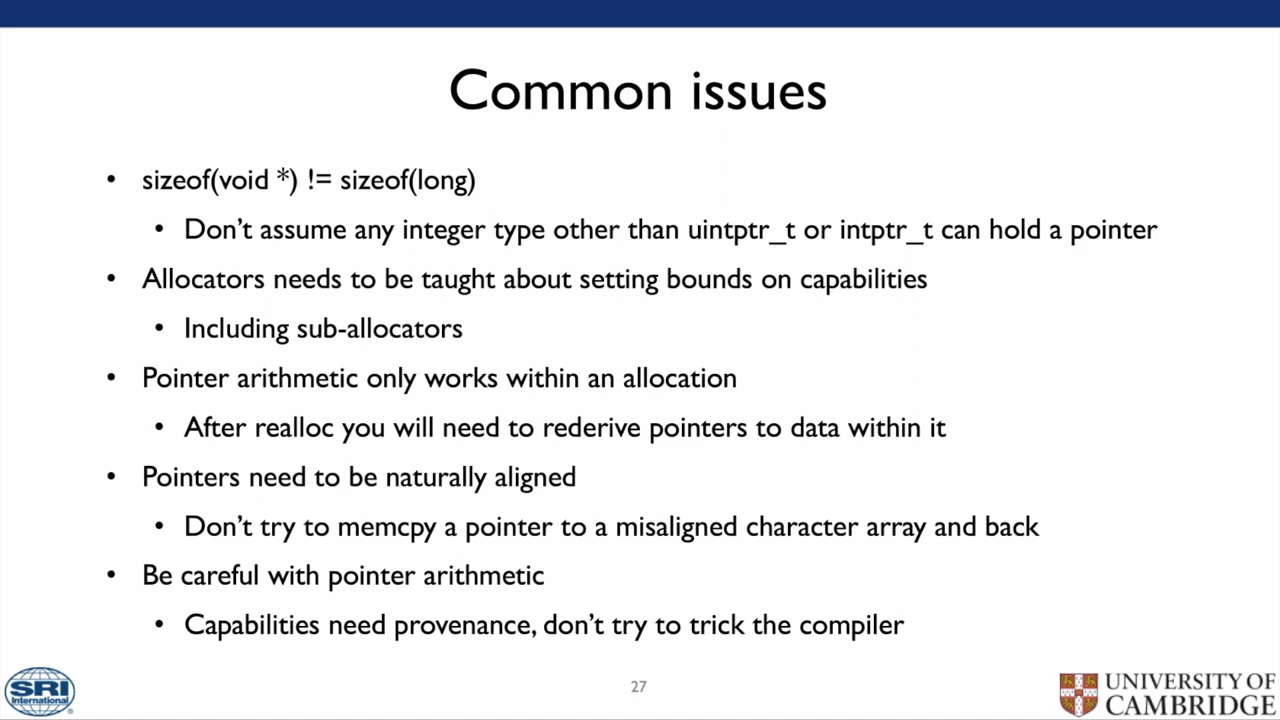 Common issues
• sizeof(void *) != sizeof(long)
• Don’t assume any integer type other than uintptr_t or intptr_t can hold a pointer
• Allocators needs to be taught about setting bounds on capabilities
• Including sub-allocators
• Pointer arithmetic only works within an allocation
• After realloc you will need to rederive pointers to data within it
• Pointers need to be naturally aligned
• Don’t try to memcpy a pointer to a misaligned character array and back
• Be careful with pointer arithmetic
• Capabilities need provenance, don’t try to trick the compiler
SRI
International®
27
UNIVERSITY OF
CAMBRIDGE